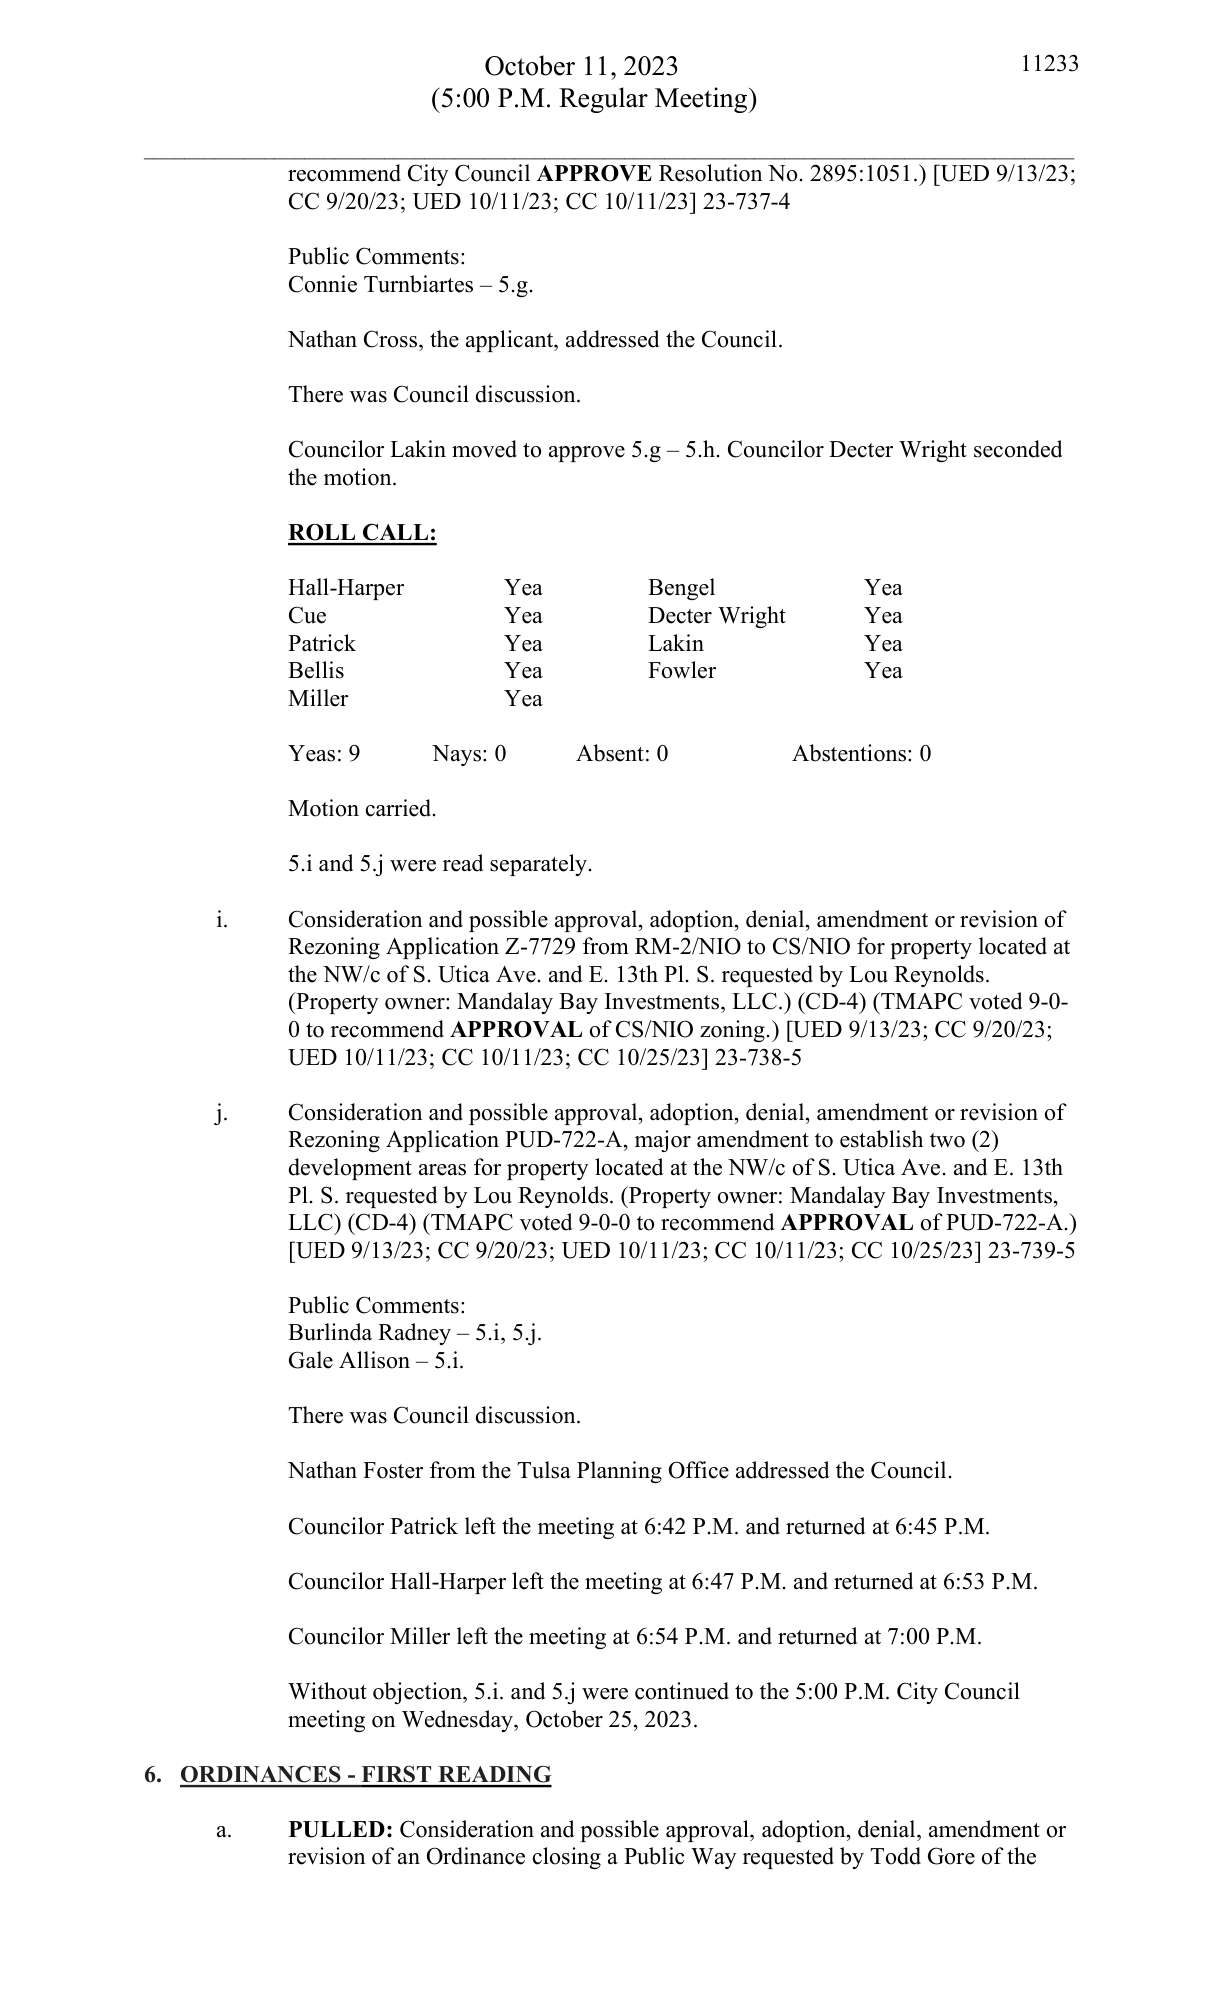 October 11, 2023
11233
(5:00 P.M. Regular Meeting)
recommend City Council APPROVE Resolution No. 2895:1051.) [UED 9/13/23;
CC 9/20/23; UED 10/11/23; CC 10/11/23] 23-737-4
Public Comments:
Connie Turnbiartes – 5.g.
Nathan Cross, the applicant, addressed the Council.
There was Council discussion.
Councilor Lakin moved to approve 5.g – 5.h. Councilor Decter Wright seconded
the motion.
ROLL CALL:
Hall-Harper Yea Bengel Yea
Cue Yea Decter Wright Yea
Patrick Yea Lakin Yea
Bellis Yea Fowler Yea
Miller Yea
Yeas: 9 Nays: 0 Absent: 0 Abstentions: 0
Motion carried.
5.i and 5.j were read separately.
i. Consideration and possible approval, adoption, denial, amendment or revision of
Rezoning Application Z-7729 from RM-2/NIO to CS/NIO for property located at
the NW/c of S. Utica Ave. and E. 13th Pl. S. requested by Lou Reynolds.
(Property owner: Mandalay Bay Investments, LLC.) (CD-4) (TMAPC voted 9-0-
0 to recommend APPROVAL of CS/NIO zoning.) [UED 9/13/23; CC 9/20/23;
UED 10/11/23; CC 10/11/23; CC 10/25/23] 23-738-5
j. Consideration and possible approval, adoption, denial, amendment or revision of
Rezoning Application PUD-722-A, major amendment to establish two (2)
development areas for property located at the NW/c of S. Utica Ave. and E. 13th
Pl. S. requested by Lou Reynolds. (Property owner: Mandalay Bay Investments,
LLC) (CD-4) (TMAPC voted 9-0-0 to recommend APPROVAL of PUD-722-A.)
[UED 9/13/23; CC 9/20/23; UED 10/11/23; CC 10/11/23; CC 10/25/23] 23-739-5
Public Comments:
Burlinda Radney – 5.i, 5.j.
Gale Allison – 5.i.
There was Council discussion.
Nathan Foster from the Tulsa Planning Office addressed the Council.
Councilor Patrick left the meeting at 6:42 P.M. and returned at 6:45 P.M.
Councilor Hall-Harper left the meeting at 6:47 P.M. and returned at 6:53 P.M.
Councilor Miller left the meeting at 6:54 P.M. and returned at 7:00 P.M.
Without objection, 5.i. and 5.j were continued to the 5:00 P.M. City Council
meeting on Wednesday, October 25, 2023.
6. ORDINANCES - FIRST READING
a. PULLED: Consideration and possible approval, adoption, denial, amendment or
revision of an Ordinance closing a Public Way requested by Todd Gore of the